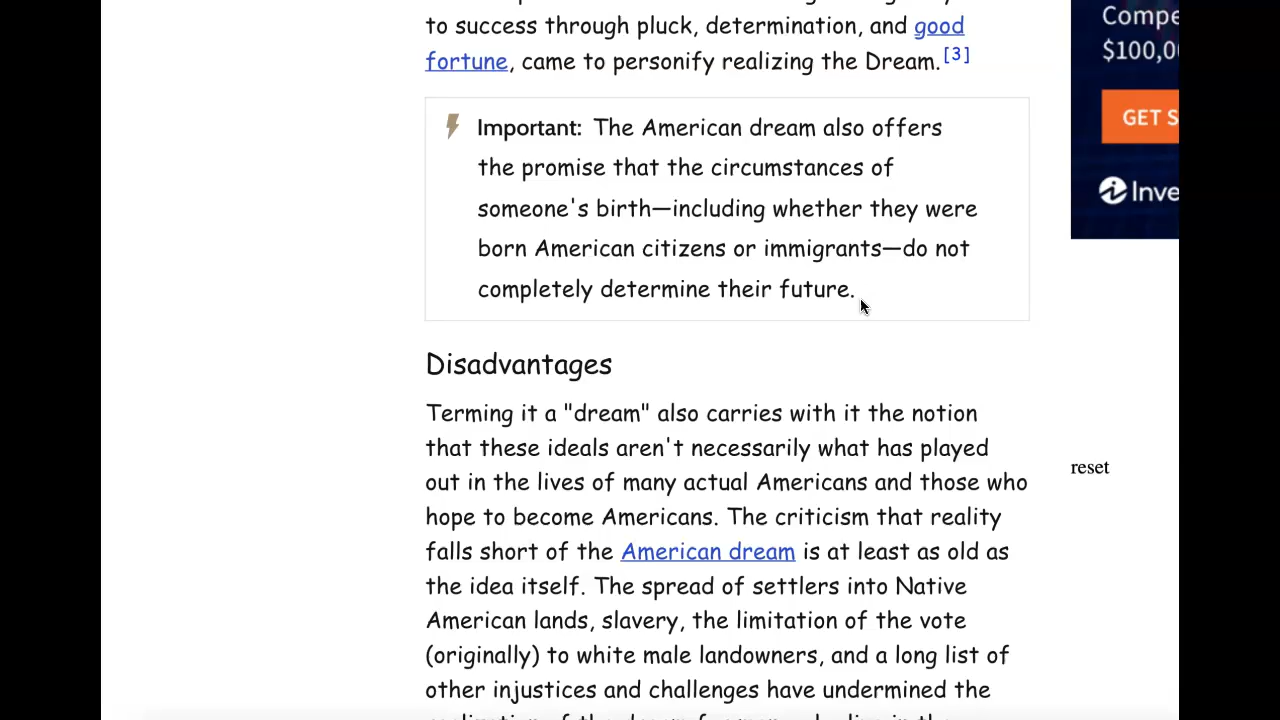 to success through pluck, determination, and good
fortune, came to personify realizing the Dream.[3]
Important: The American dream also offers
the promise that the circumstances of
someone's birth—including whether they were
born American citizens or immigrants—do not
completely determine their future.
Disadvantages
Terming it a "dream" also carries with it the notion
that these ideals aren't necessarily what has played
out in the lives of many actual Americans and those who
hope to become Americans. The criticism that reality
falls short of the American dream is at least as old as
the idea itself. The spread of settlers into Native
American lands, slavery, the limitation of the vote
(originally) to white male landowners, and a long list of
other injustices and challenges have undermined the
Compe
$100,0
GET S
Inve
reset